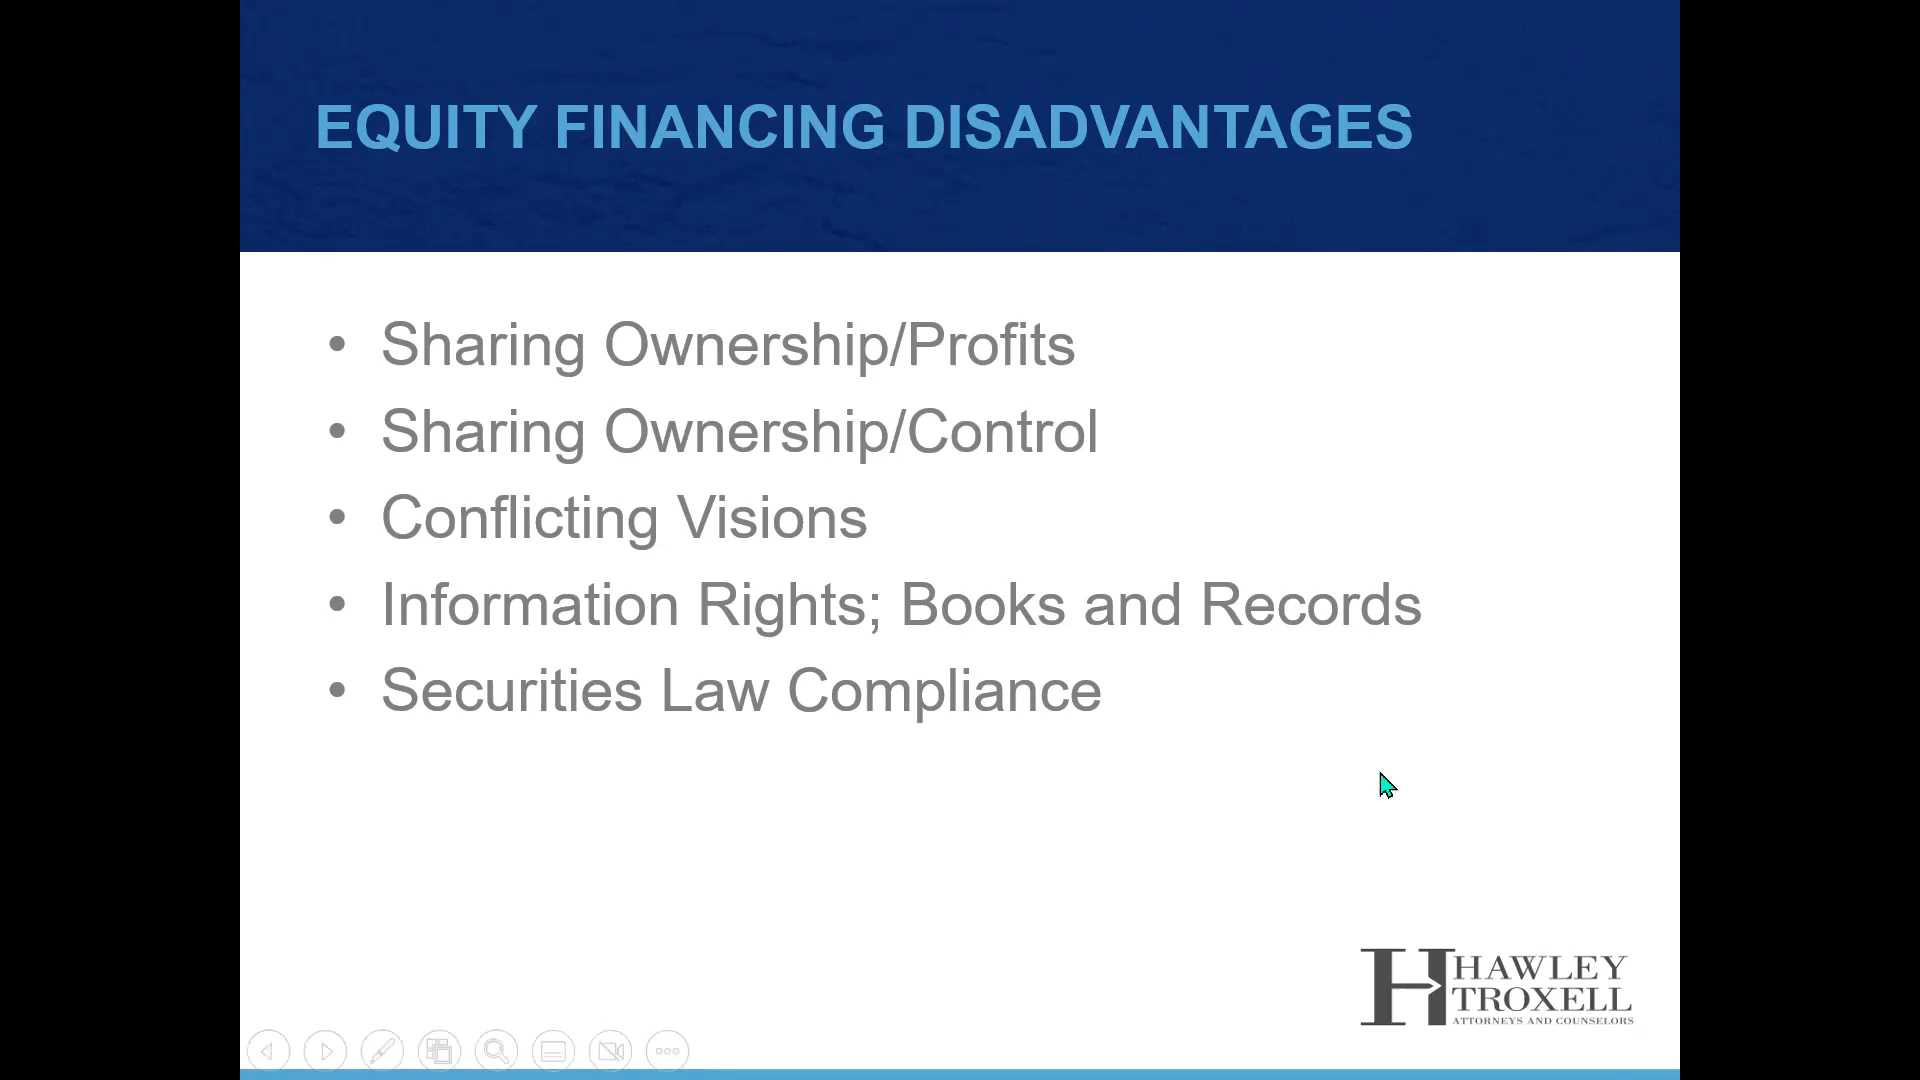 EQUITY FINANCING DISADVANTAGES
• Sharing Ownership/Profits
• Sharing Ownership/Control
• Conflicting Visions
• Information Rights; Books and Records
• Securities Law Compliance
HAWLEY
TROXELL
ATTORNEYS AND COUNSELORS